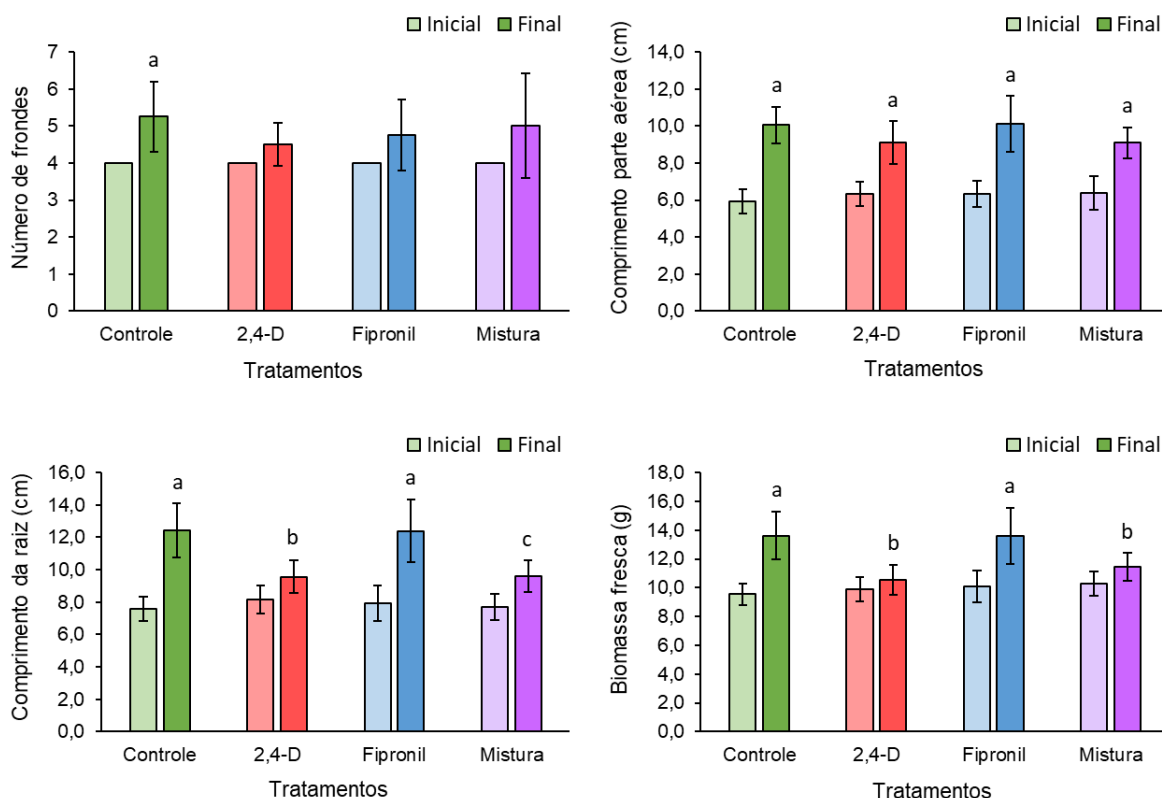 Inicial Final
Número de frondes
7
6
5
4
3
2
1
0
a
Controle 2,4-D Fipronil Mistura
Tratamentos
Inicial Final
Comprimento parte aérea (cm)
14,0
12,0
10,0
8,0
6,0
4,0
2,0
0,0
a a a a
Controle 2,4-D Fipronil Mistura
Tratamentos
Inicial Final
Comprimento da raiz (cm)
16,0
14,0
12,0
10,0
8,0
6,0
4,0
2,0
0,0
a b a c
Controle 2,4-D Fipronil Mistura
Tratamentos
Inicial Final
Biomassa fresca (g)
18,0
16,0
14,0
12,0
10,0
8,0
6,0
4,0
2,0
0,0
a b a b
Controle 2,4-D Fipronil Mistura
Tratamentos